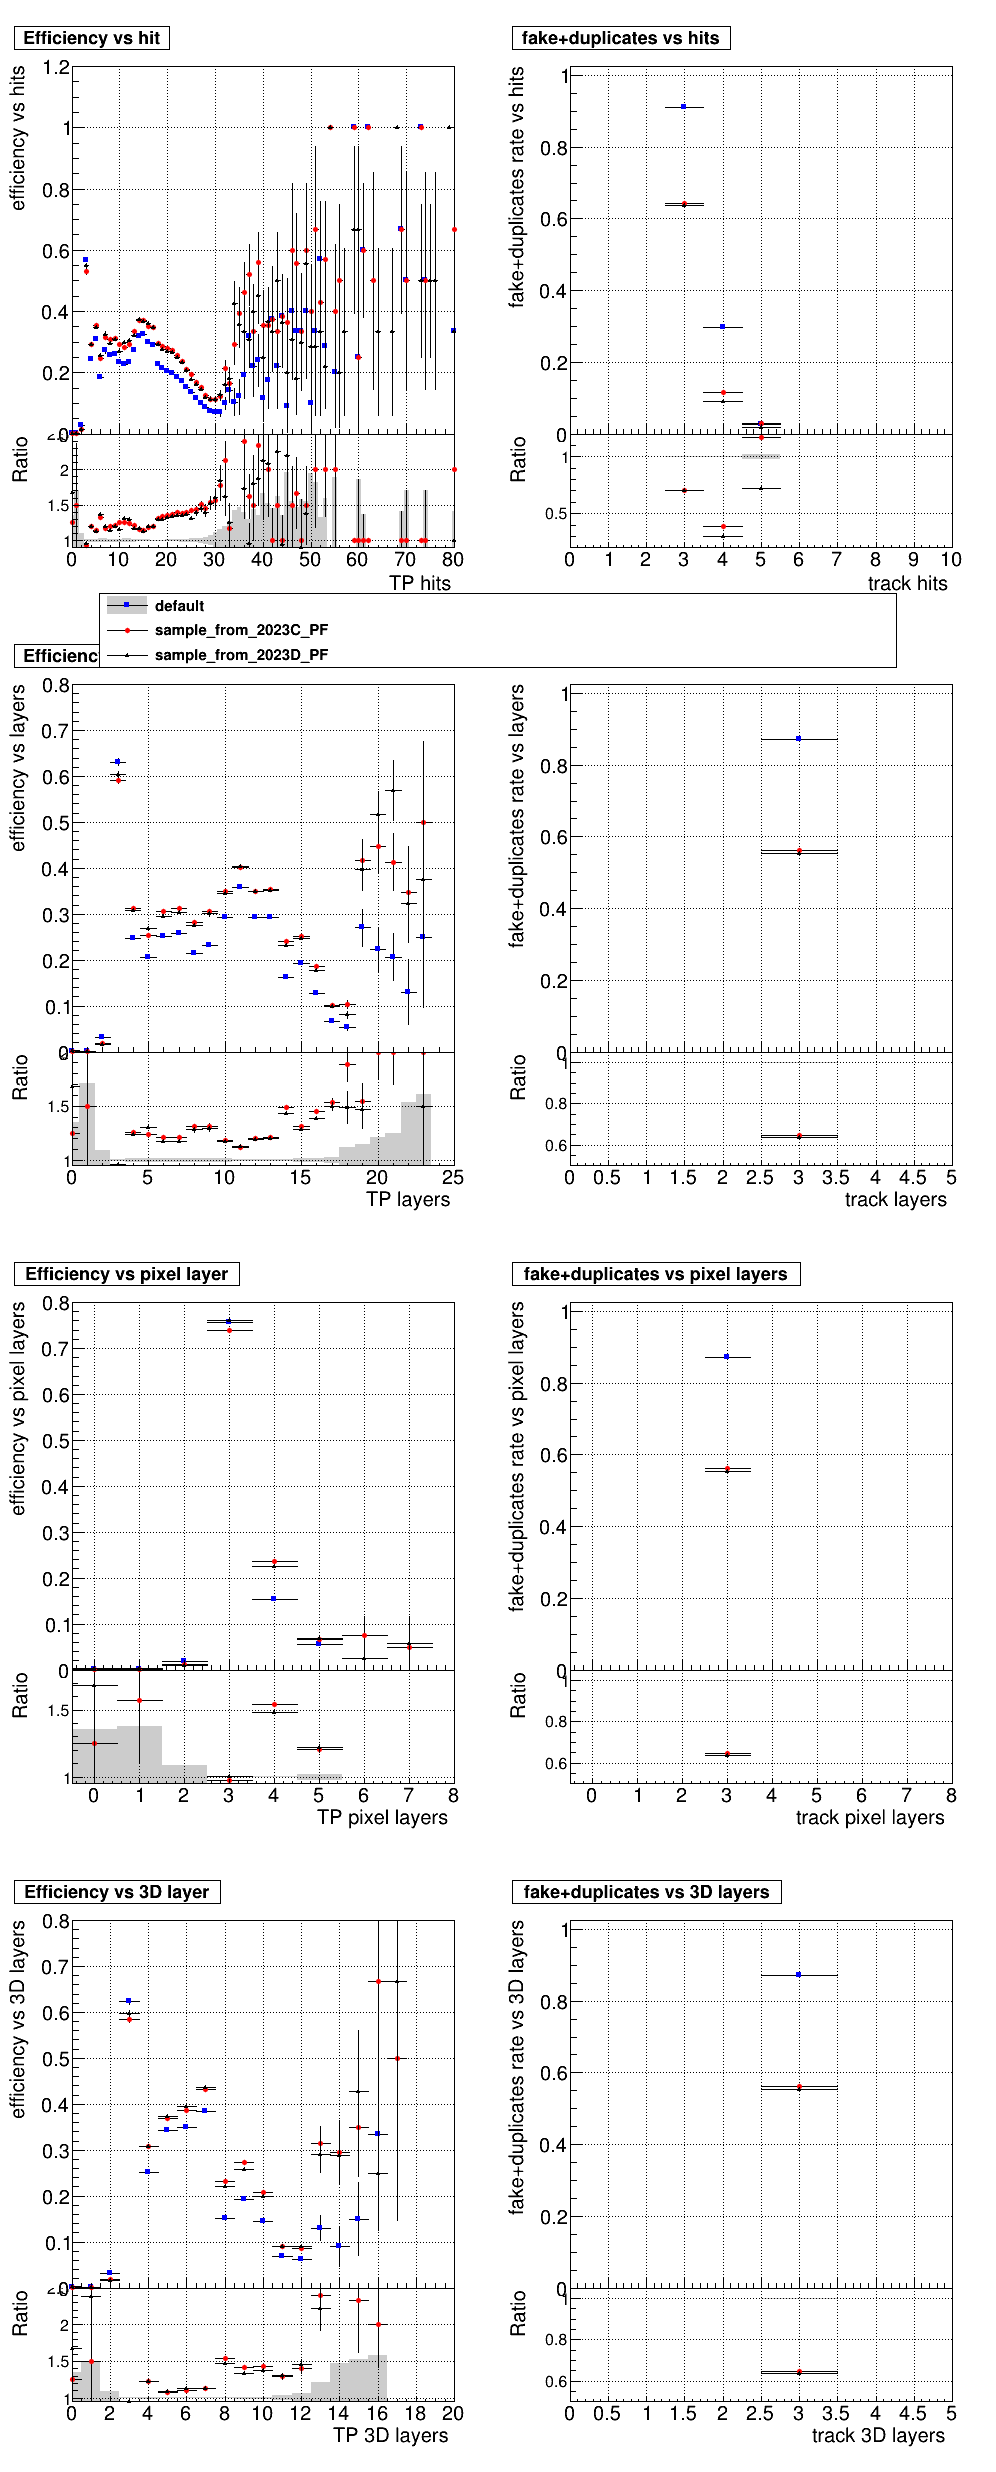 Efficiency vs hit
efficiency vs hits
1.2
1
0.8
0.6
0.4
0.2
0
Ratio
2
1.5
1
0 10 20 30 40 50 60 70 80
TP hits
fake+duplicates vs hits
fake+duplicates rate vs hits
1
0.8
0.6
0.4
0.2
0
Ratio
1
0.5
0 1 2 3 4 5 6 7 8 9 10
track hits
default
sample_from_2023C_PF
sample_from_2023D_PF
Efficienc
efficiency vs layers
0.8
0.7
0.6
0.5
0.4
0.3
0.2
0.1
0
Ratio
2
1.5
1
0 5 10 15 20 25
TP layers
fake+duplicates rate vs layers
1
0.8
0.6
0.4
0.2
0
Ratio
1
0.8
0.6
0 0.5 1 1.5 2 2.5 3 3.5 4 4.5 5
track layers
Efficiency vs pixel layer
efficiency vs pixel layers
0.8
0.7
0.6
0.5
0.4
0.3
0.2
0.1
0
Ratio
1.5
1
0 1 2 3 4 5 6 7 8
TP pixel layers
fake+duplicates vs pixel layers
fake+duplicates rate vs pixel layers
1
0.8
0.6
0.4
0.2
0
Ratio
1
0.8
0.6
0 1 2 3 4 5 6 7 8
track pixel layers
Efficiency vs 3D layer
efficiency vs 3D layers
0.8
0.7
0.6
0.5
0.4
0.3
0.2
0.1
0
Ratio
2
1.5
1
0 2 4 6 8 10 12 14 16 18 20
TP 3D layers
fake+duplicates vs 3D layers
fake+duplicates rate vs 3D layers
1
0.8
0.6
0.4
0.2
0
Ratio
1
0.8
0.6
0 0.5 1 1.5 2 2.5 3 3.5 4 4.5 5
track 3D layers